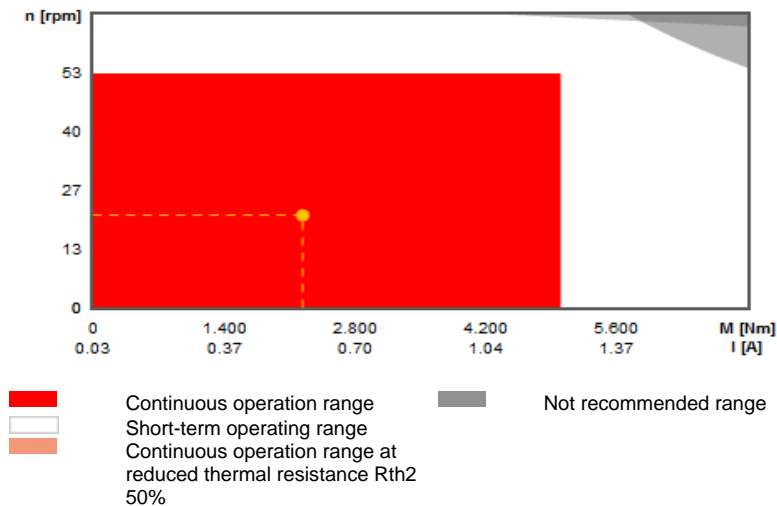 n [rpm]
53
40
27
13
0
0 1.400 2.800 4.200 5.600 M [Nm]
0.03 0.37 0.70 1.04 1.37 I [A]
Continuous operation range Not recommended range
Short-term operating range
Continuous operation range at
reduced thermal resistance Rth2
50%